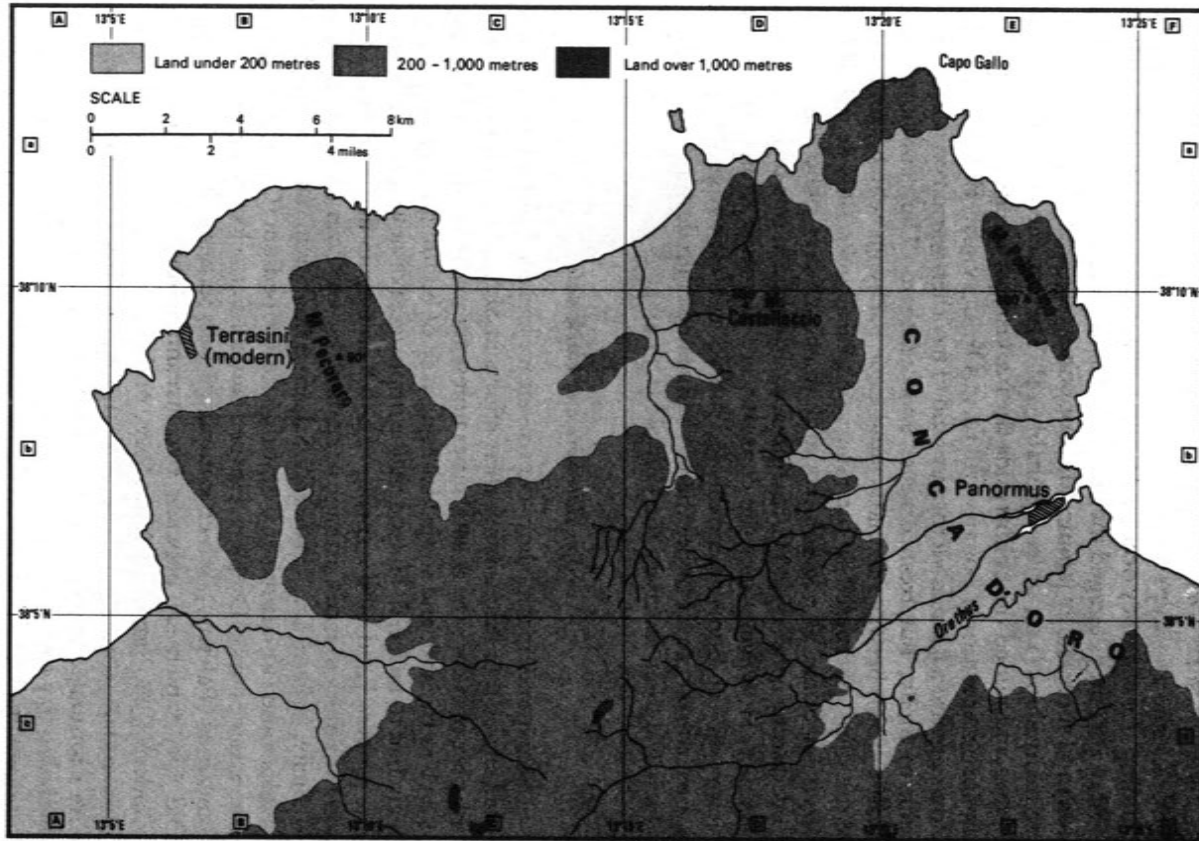 A 13°5'E B 13°10'E C 13°15'E D 13°20'E E 13°25'E F
Land under 200 metres 200 – 1,000 metres Land over 1,000 metres
Capo Gallo
SCALE
0 2 4 6 8 km
0 2 4 miles
a a
38°10'N 38°10'N
M. Castellaccio
Terrasini
(modern)
M. Pecoraro
b b
CONCA D'ORO
Panormus
Orethus
38°5'N 38°5'N
c
A 13°5'E B